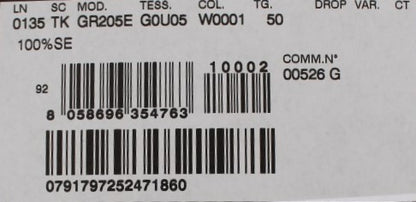 LN SC MOD. TESS. COL. TG. DROP VAR. CT
0135 TK GR205E G0U05 W0001 50
100%SE
10002 COMM.N°
00526 G
92
8 058696 354763
0791797252471860